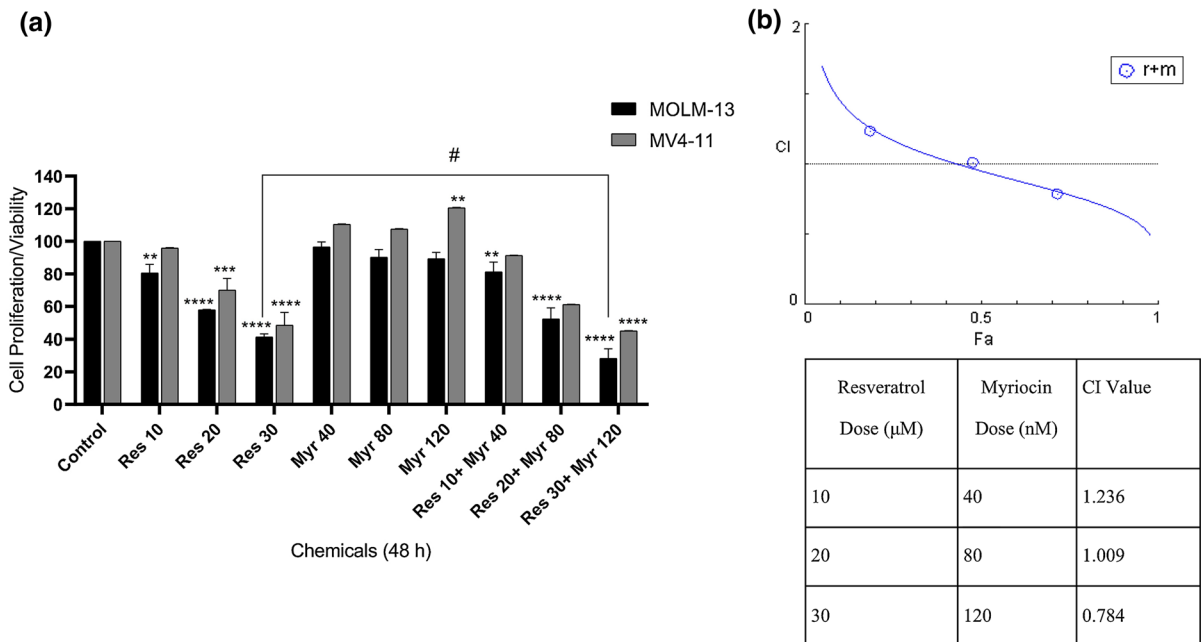 (a)
MOLM-13
MV4-11
#
Cell Proliferation/Viability
140
120
100
80
60
40
20
0
**
****
***
****
****
**
**
****
****
****
Control
Res 10
Res 20
Res 30
Myr 40
Myr 80
Myr 120
Res 10+ Myr 40
Res 20+ Myr 80
Res 30+ Myr 120
Chemicals (48 h)
(b)
2
r+m
CI
0
0
0.5
1
Fa
Resveratrol Myriocin CI Value
Dose (μM) Dose (nM)
10 40 1.236
20 80 1.009
30 120 0.784